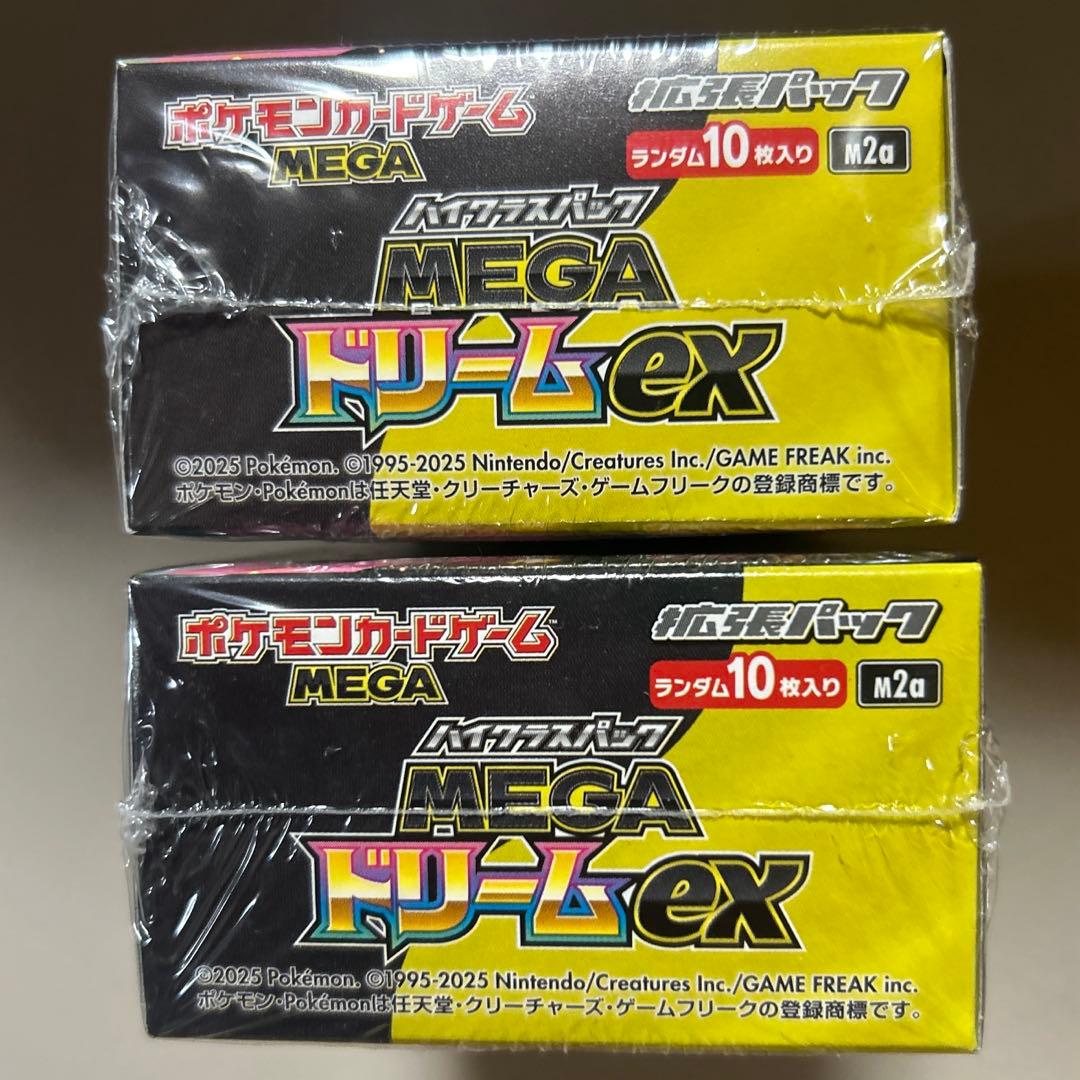 ポケモンカードゲーム
MEGA
拡張パック
ランダム10枚入り M2a
ハイクラスパック
MEGA
ドリームex
©2025 Pokémon. ©1995-2025 Nintendo/Creatures Inc./GAME FREAK inc.
ポケモン・Pokémonは任天堂・クリーチャーズ・ゲームフリークの登録商標です。
ポケモンカードゲーム™
MEGA
拡張パック
ランダム10枚入り M2a
ハイクラスパック
MEGA
ドリームex
©2025 Pokémon. ©1995-2025 Nintendo/Creatures Inc./GAME FREAK inc.
ポケモン・Pokémonは任天堂・クリーチャーズ・ゲームフリークの登録商標です。